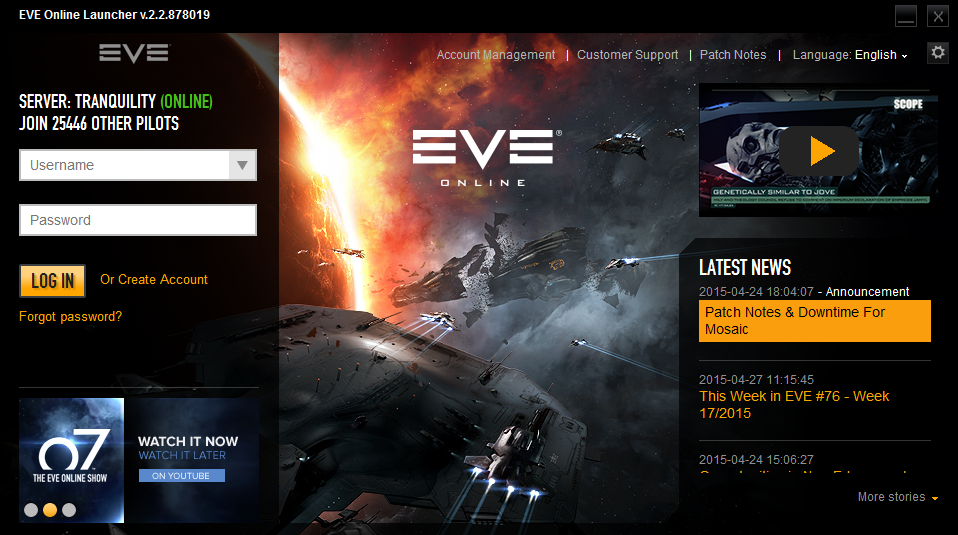 EVE Online Launcher v.2.2.878019
EVE
Account Management | Customer Support | Patch Notes | Language: English
SERVER: TRANQUILITY (ONLINE)
JOIN 25446 OTHER PILOTS
Username
Password
LOG IN
Or Create Account
Forgot password?
EVE®
ONLINE
SCOPE
GENETICALLY SIMILAR TO JOVE
LATEST NEWS
2015-04-24 18:04:07 - Announcement
Patch Notes & Downtime For
Mosaic
2015-04-27 11:15:45
This Week in EVE #76 - Week
17/2015
2015-04-24 15:06:27
More stories
o7
THE EVE ONLINE SHOW
WATCH IT NOW
WATCH IT LATER
ON YOUTUBE